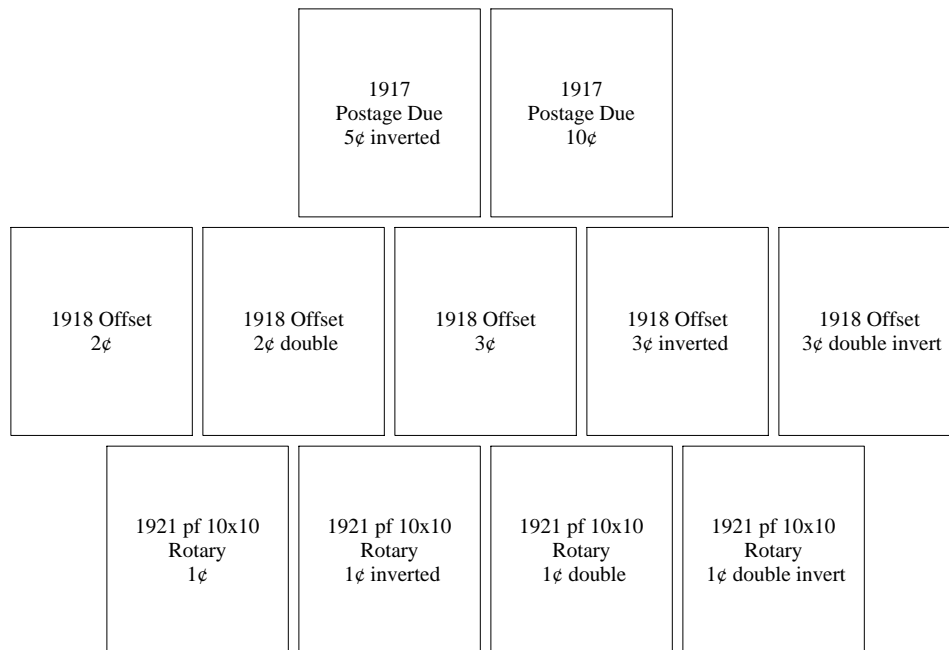 1917
Postage Due
5¢ inverted
1917
Postage Due
10¢
1918 Offset
2¢
1918 Offset
2¢ double
1918 Offset
3¢
1918 Offset
3¢ inverted
1918 Offset
3¢ double invert
1921 pf 10x10
Rotary
1¢
1921 pf 10x10
Rotary
1¢ inverted
1921 pf 10x10
Rotary
1¢ double
1921 pf 10x10
Rotary
1¢ double invert